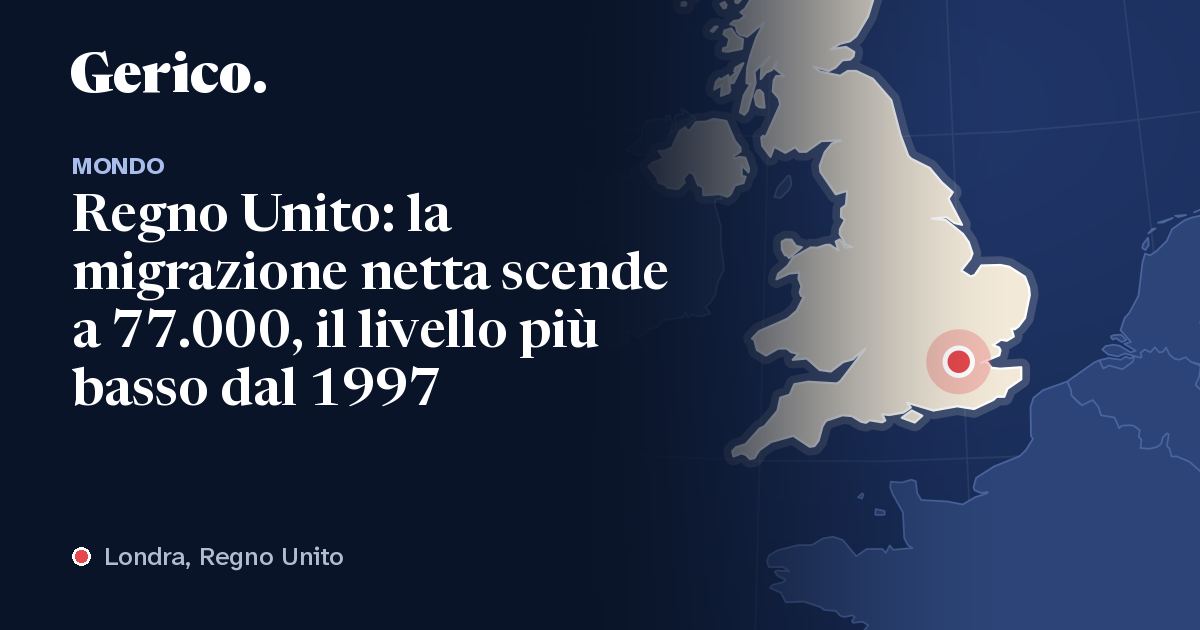 Gerico.
MONDO
Regno Unito: la
migrazione netta scende
a 77.000, il livello più
basso dal 1997
Londra, Regno Unito